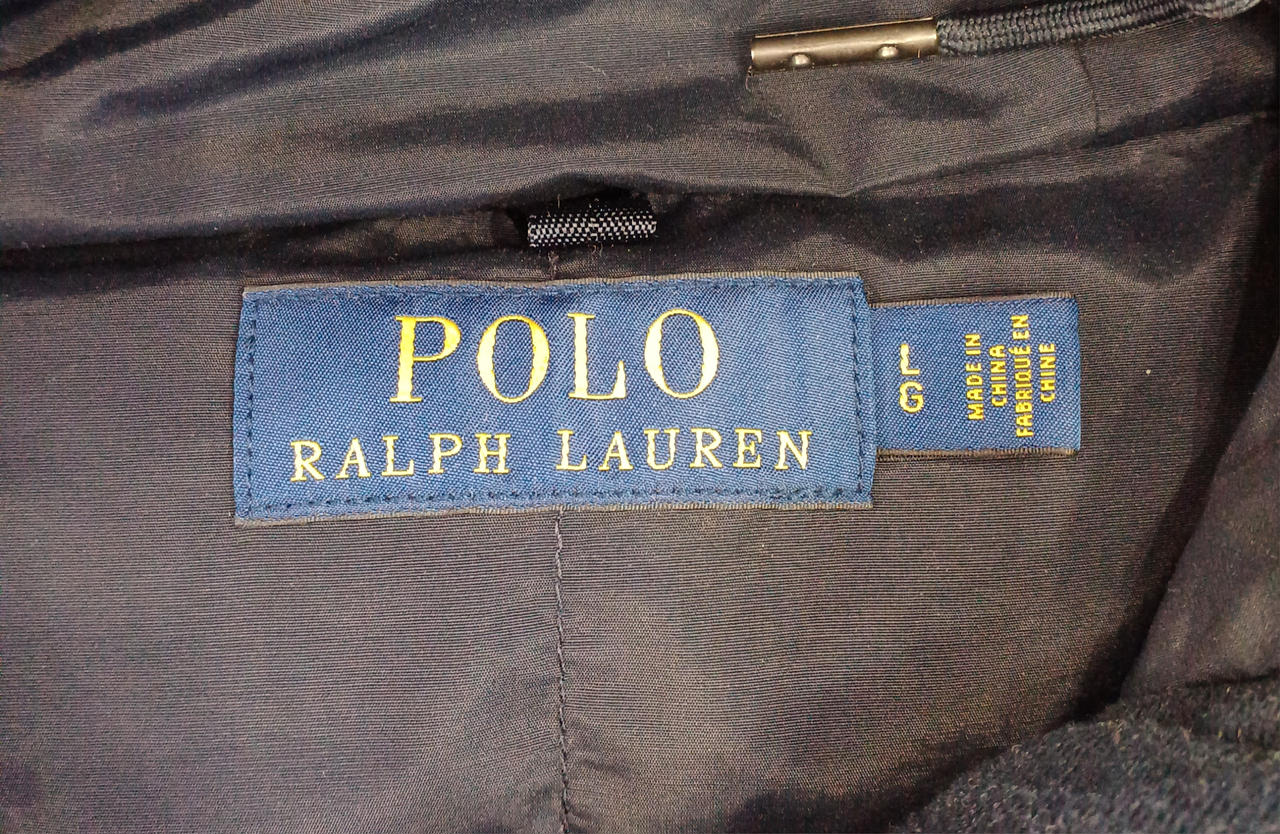 POLO
RALPH LAUREN
L
G
MADE IN
CHINA
FABRIQUÉ EN
CHINE